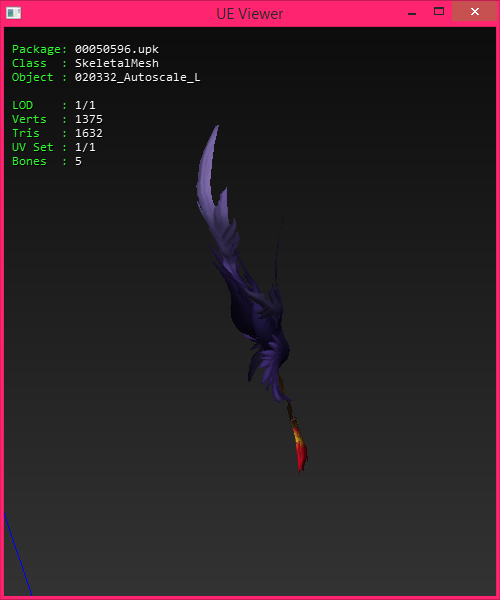 UE Viewer
Package: 00050596.upk
Class : SkeletalMesh
Object : 020332_Autoscale_L
LOD : 1/1
Verts : 1375
Tris : 1632
UV Set : 1/1
Bones : 5